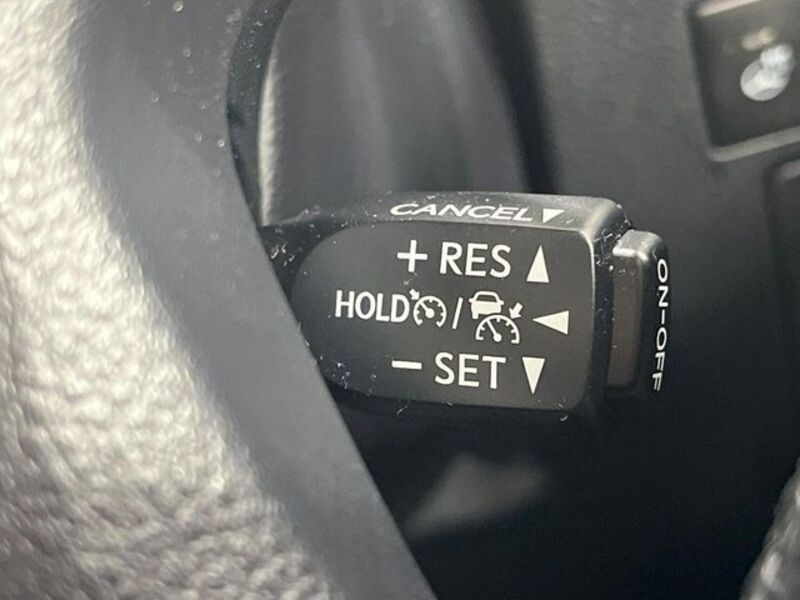 CANCEL▼
+ RES ▲
HOLD / ◀
− SET ▼
ON-OFF